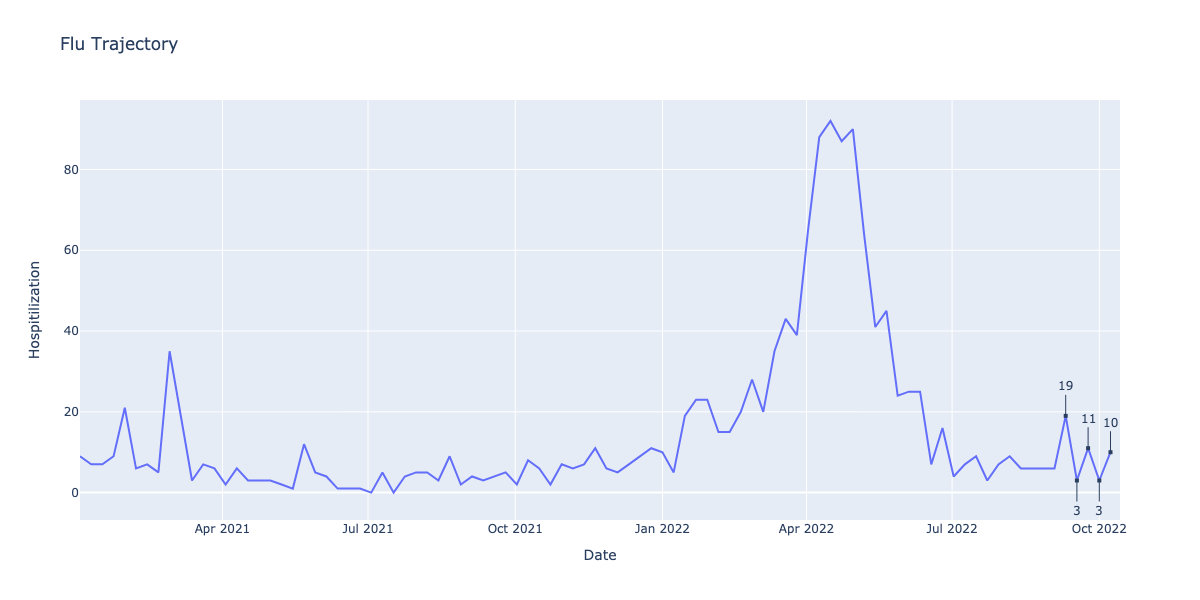 Flu Trajectory
Hospitilization
80
60
40
20
0
19
11
10
3
3
Apr 2021
Jul 2021
Oct 2021
Jan 2022
Apr 2022
Jul 2022
Oct 2022
Date